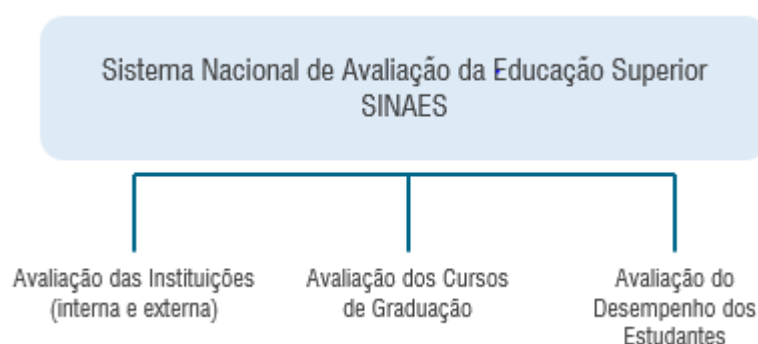 Sistema Nacional de Avaliação da Educação Superior
SINAES
Avaliação das Instituições
(interna e externa)
Avaliação dos Cursos
de Graduação
Avaliação do
Desempenho dos
Estudantes